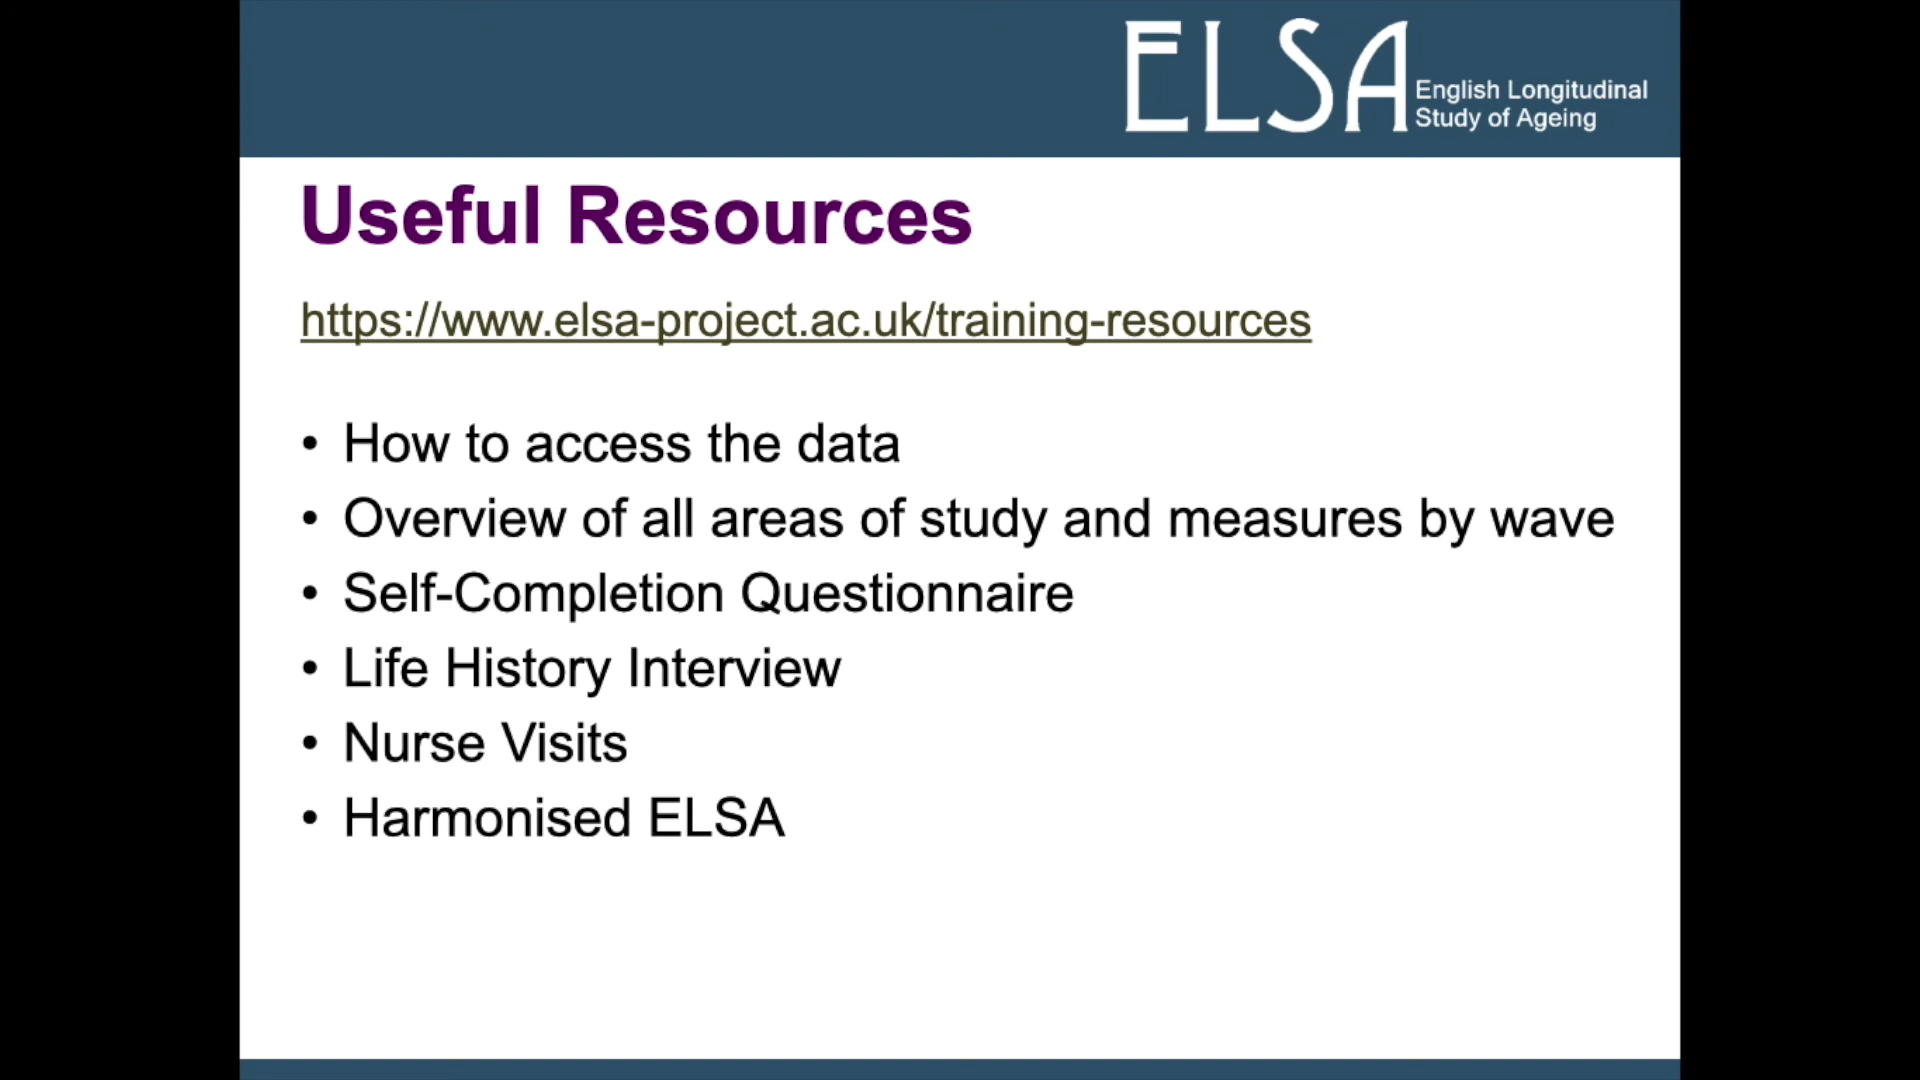 ELSA
English Longitudinal
Study of Ageing
Useful Resources
https://www.elsa-project.ac.uk/training-resources
• How to access the data
• Overview of all areas of study and measures by wave
• Self-Completion Questionnaire
• Life History Interview
• Nurse Visits
• Harmonised ELSA